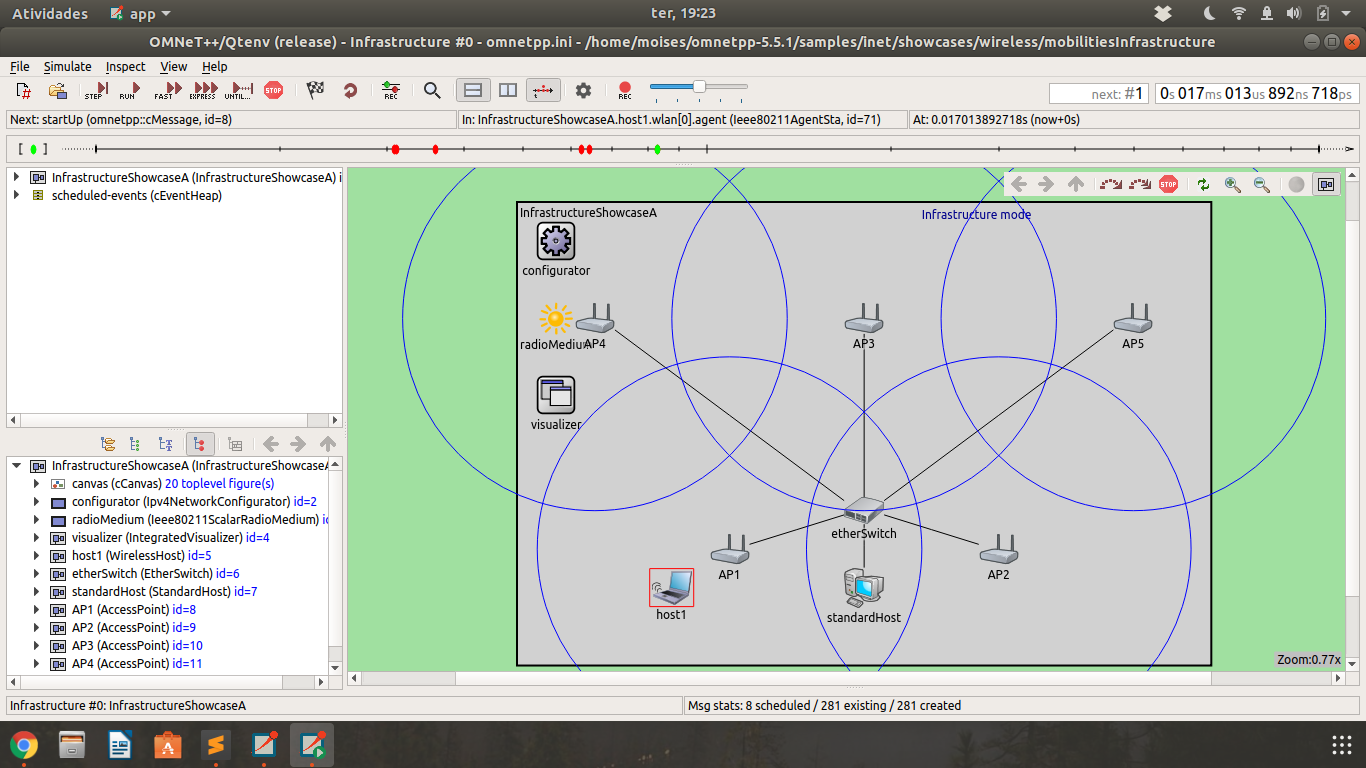 Atividades
app
ter, 19:23
OMNeT++/Qtenv (release) - Infrastructure #0 - omnetpp.ini - /home/moises/omnetpp-5.5.1/samples/inet/showcases/wireless/mobilitiesInfrastructure
File Simulate Inspect View Help
STEP RUN FAST EXPRESS UNTIL... STOP REC REC
next: #1
0s 017ms 013us 892ns 718ps
Next: startUp (omnetpp::cMessage, id=8)
In: InfrastructureShowcaseA.host1.wlan[0].agent (Ieee80211AgentSta, id=71)
At: 0.017013892718s (now+0s)
InfrastructureShowcaseA (InfrastructureShowcaseA) i
scheduled-events (cEventHeap)
InfrastructureShowcaseA (InfrastructureShowcaseA
canvas (cCanvas) 20 toplevel figure(s)
configurator (Ipv4NetworkConfigurator) id=2
radioMedium (Ieee80211ScalarRadioMedium) id
visualizer (IntegratedVisualizer) id=4
host1 (WirelessHost) id=5
etherSwitch (EtherSwitch) id=6
standardHost (StandardHost) id=7
AP1 (AccessPoint) id=8
AP2 (AccessPoint) id=9
AP3 (AccessPoint) id=10
AP4 (AccessPoint) id=11
STOP
InfrastructureShowcaseA
Infrastructure mode
configurator
radioMedium
AP4
AP3
AP5
visualizer
etherSwitch
AP1
AP2
host1
standardHost
Zoom:0.77x
Infrastructure #0: InfrastructureShowcaseA
Msg stats: 8 scheduled / 281 existing / 281 created